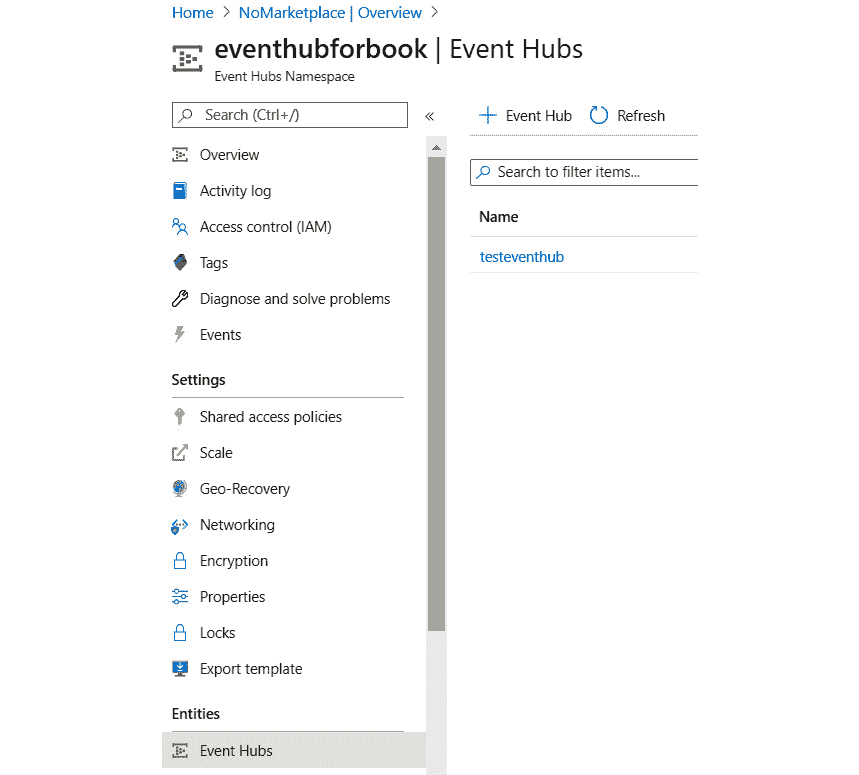 Home > NoMarketplace | Overview >
eventhubforbook | Event Hubs
Event Hubs Namespace
Search (Ctrl+/)
«
Overview
Activity log
Access control (IAM)
Tags
Diagnose and solve problems
Events
Settings
Shared access policies
Scale
Geo-Recovery
Networking
Encryption
Properties
Locks
Export template
Entities
Event Hubs
+ Event Hub Refresh
Search to filter items...
Name
testeventhub